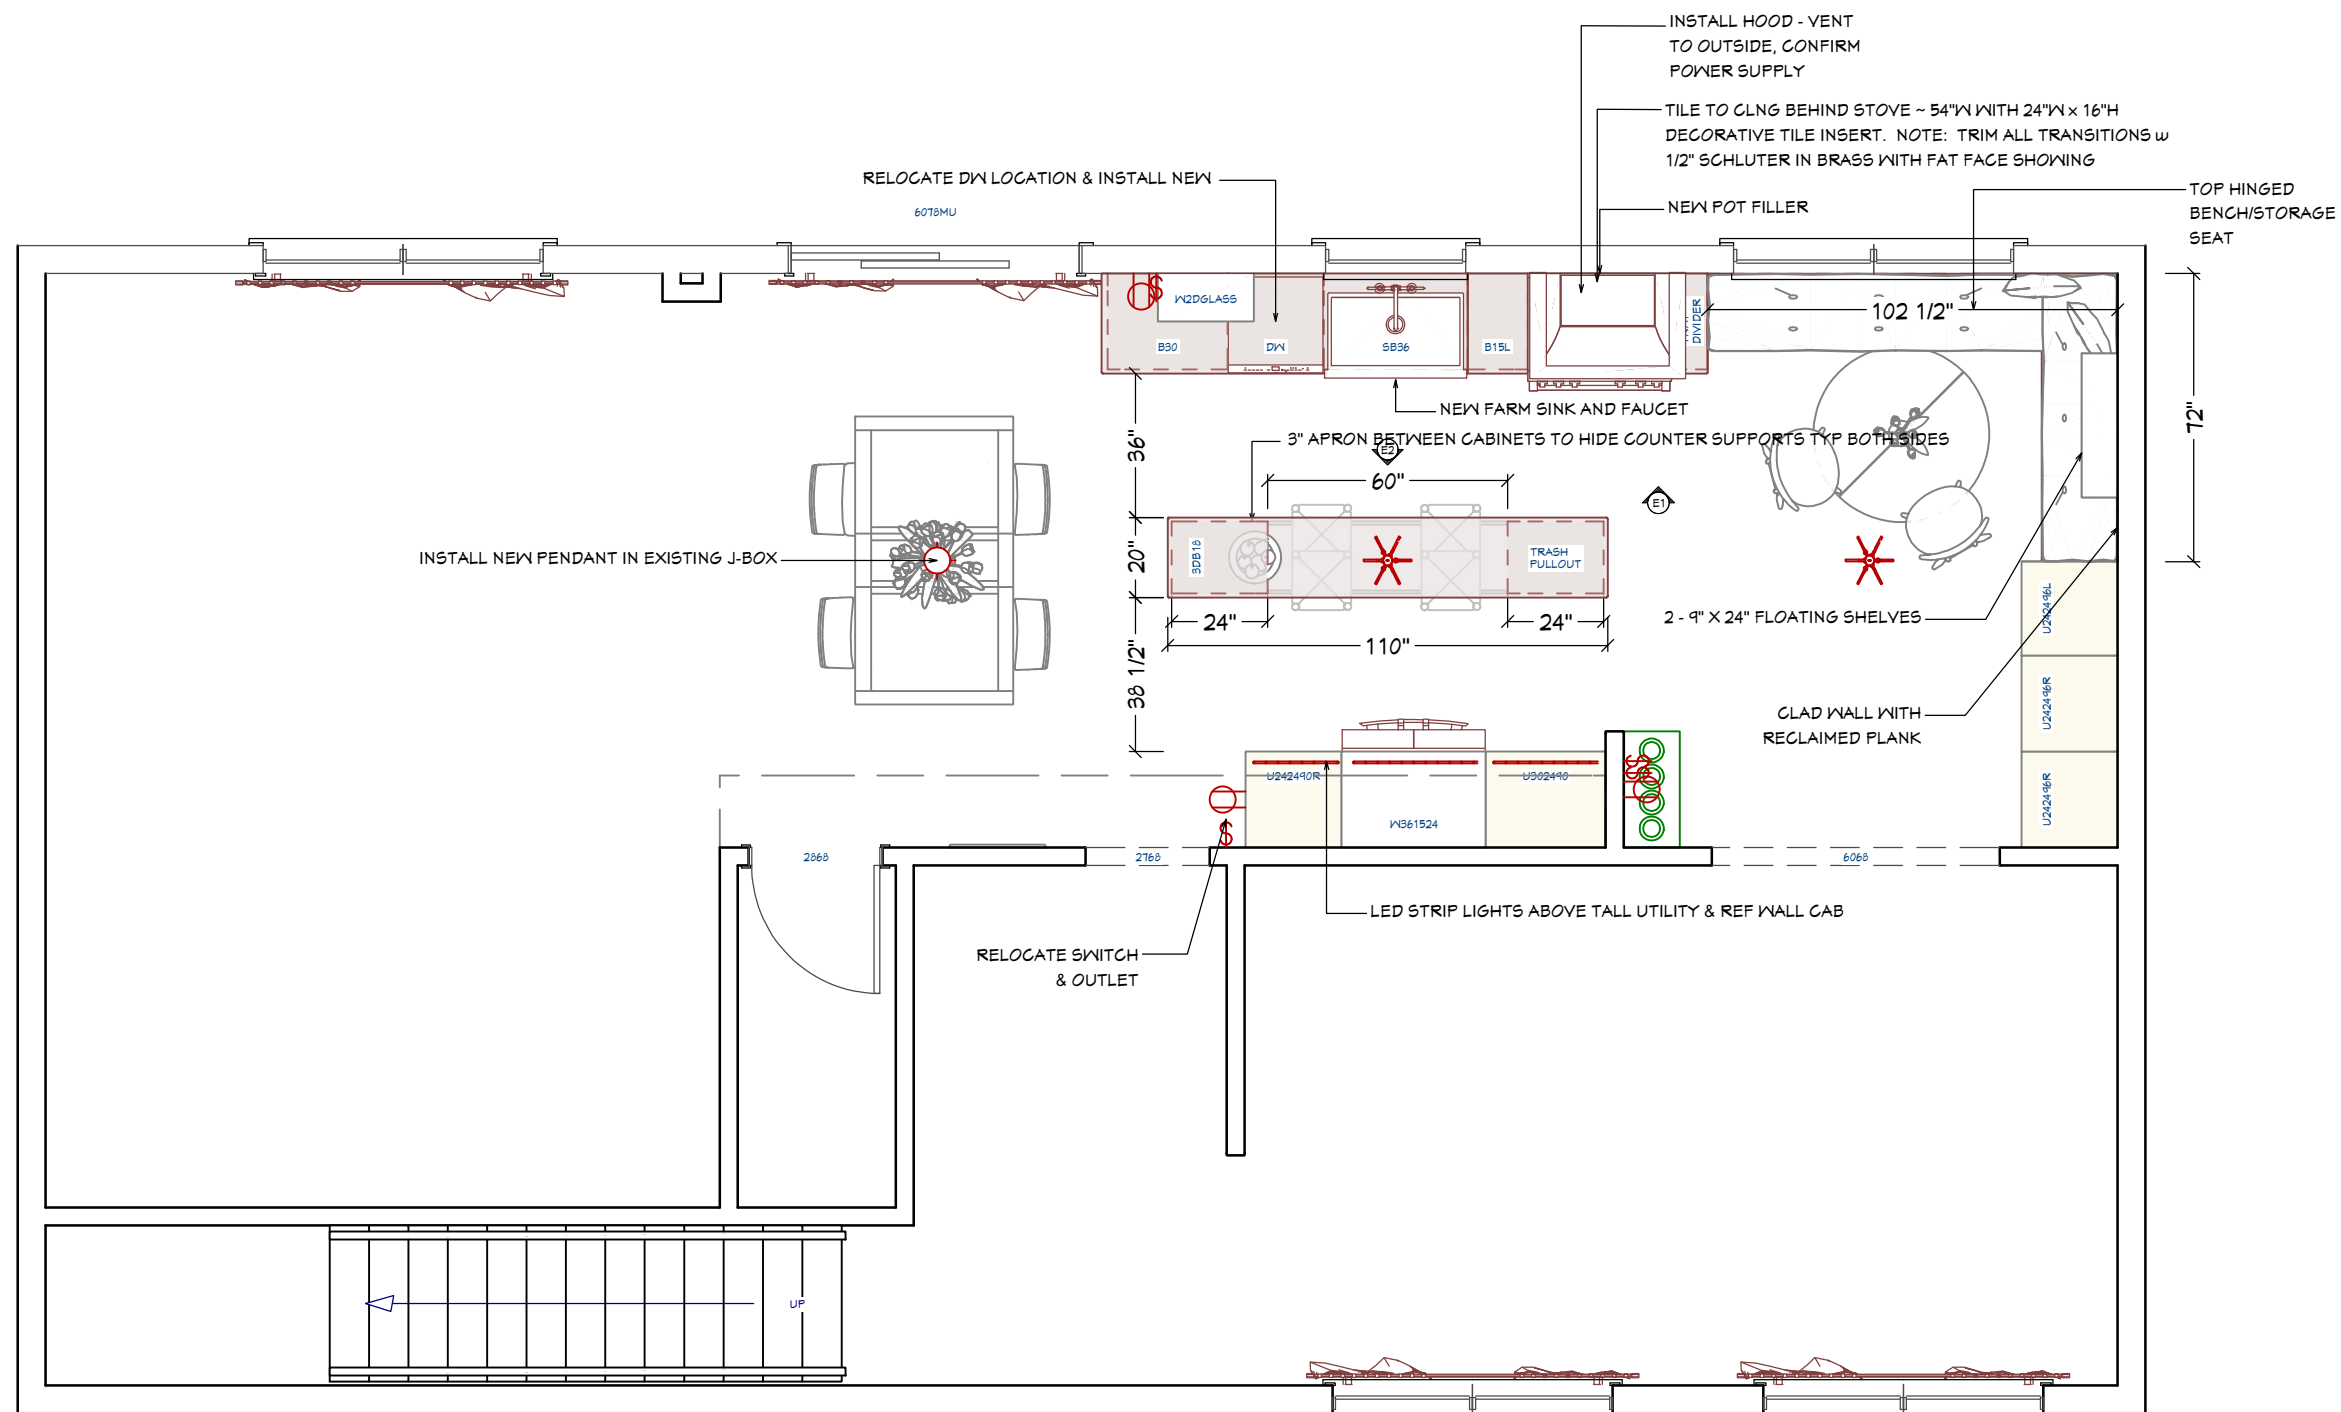 INSTALL HOOD - VENT
TO OUTSIDE, CONFIRM
POWER SUPPLY
TILE TO CLNG BEHIND STOVE ~ 54"W WITH 24"W x 16"H
DECORATIVE TILE INSERT. NOTE: TRIM ALL TRANSITIONS w
1/2" SCHLUTER IN BRASS WITH FAT FACE SHOWING
RELOCATE DW LOCATION & INSTALL NEW
TOP HINGED
BENCH/STORAGE
SEAT
NEW POT FILLER
6078MU
W2DGLASS
DIVIDER
102 1/2"
B30
DW
SB36
B15L
NEW FARM SINK AND FAUCET
72"
36"
3" APRON BETWEEN CABINETS TO HIDE COUNTER SUPPORTS TYP BOTH SIDES
E2
60"
E1
INSTALL NEW PENDANT IN EXISTING J-BOX
20"
3DB18
TRASH
PULLOUT
24"
24"
110"
2 - 9" X 24" FLOATING SHELVES
U242496L
38 1/2"
U242496R
CLAD WALL WITH
RECLAIMED PLANK
U242490R
U302490
W361524
U242496R
$
$
$
$
2868
2768
6068
LED STRIP LIGHTS ABOVE TALL UTILITY & REF WALL CAB
RELOCATE SWITCH
& OUTLET
UP